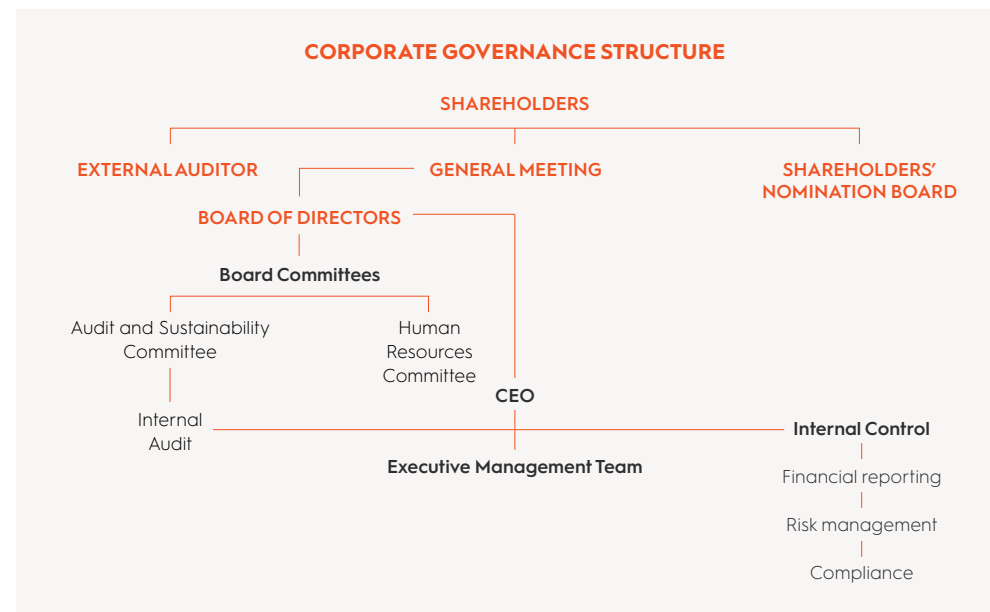 CORPORATE GOVERNANCE STRUCTURE
SHAREHOLDERS
EXTERNAL AUDITOR
GENERAL MEETING
SHAREHOLDERS’
NOMINATION BOARD
BOARD OF DIRECTORS
Board Committees
Audit and Sustainability
Committee
Human
Resources
Committee
CEO
Internal
Audit
Internal Control
Executive Management Team
Financial reporting
Risk management
Compliance